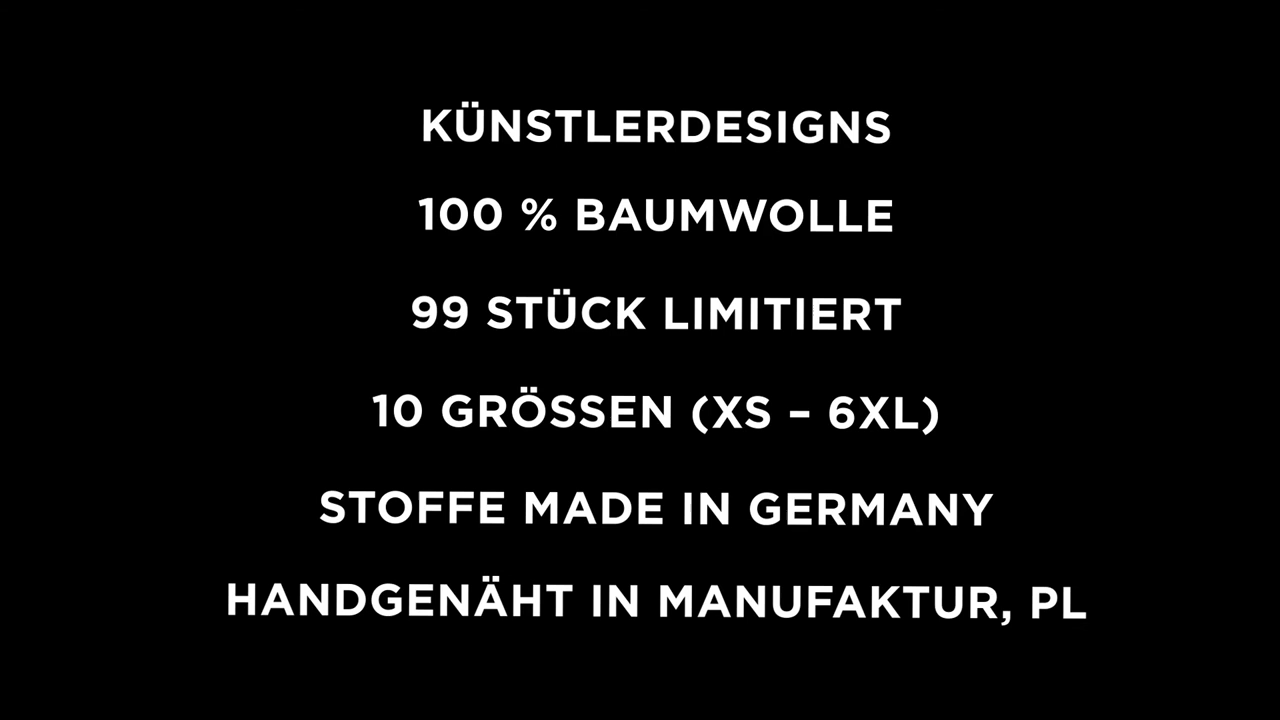 KÜNSTLERDESIGNS
100 % BAUMWOLLE
99 STÜCK LIMITIERT
10 GRÖSSEN (XS – 6XL)
STOFFE MADE IN GERMANY
HANDGENÄHT IN MANUFAKTUR, PL